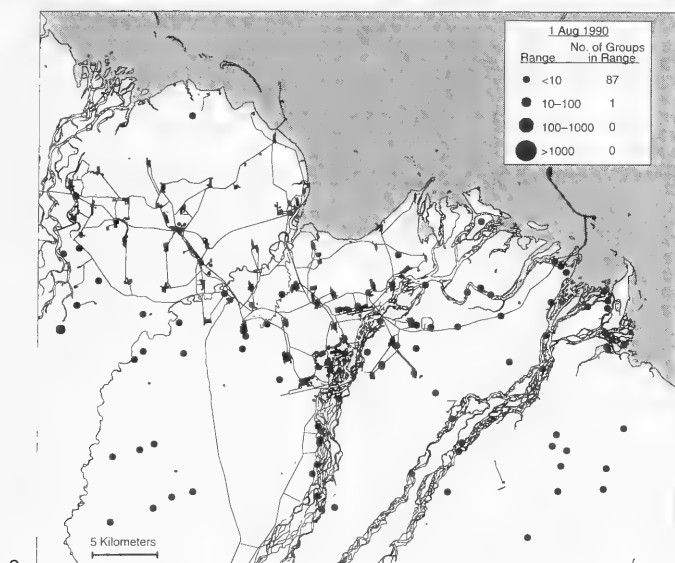 1 Aug 1990
No. of Groups
Range in Range
<10 87
10–100 1
100–1000 0
>1000 0
5 Kilometers